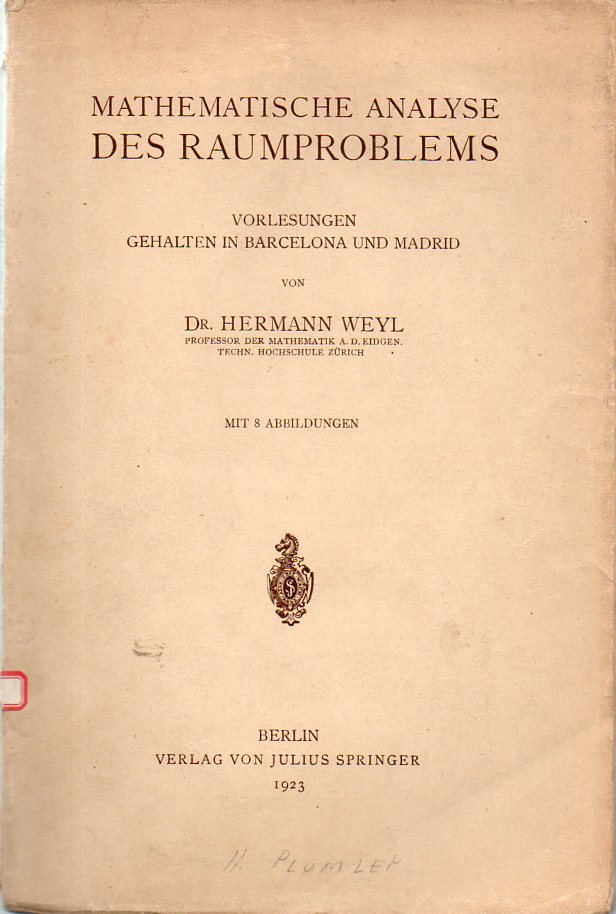 MATHEMATISCHE ANALYSE
DES RAUMPROBLEMS
VORLESUNGEN
GEHALTEN IN BARCELONA UND MADRID
VON
DR. HERMANN WEYL
PROFESSOR DER MATHEMATIK A. D. EIDGEN.
TECHN. HOCHSCHULE ZÜRICH
MIT 8 ABBILDUNGEN
BERLIN
VERLAG VON JULIUS SPRINGER
1923
H.